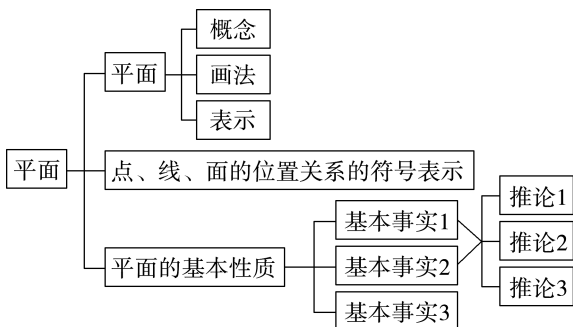 平面
平面
概念
画法
表示
点、线、面的位置关系的符号表示
平面的基本性质
基本事实1
基本事实2
基本事实3
推论1
推论2
推论3